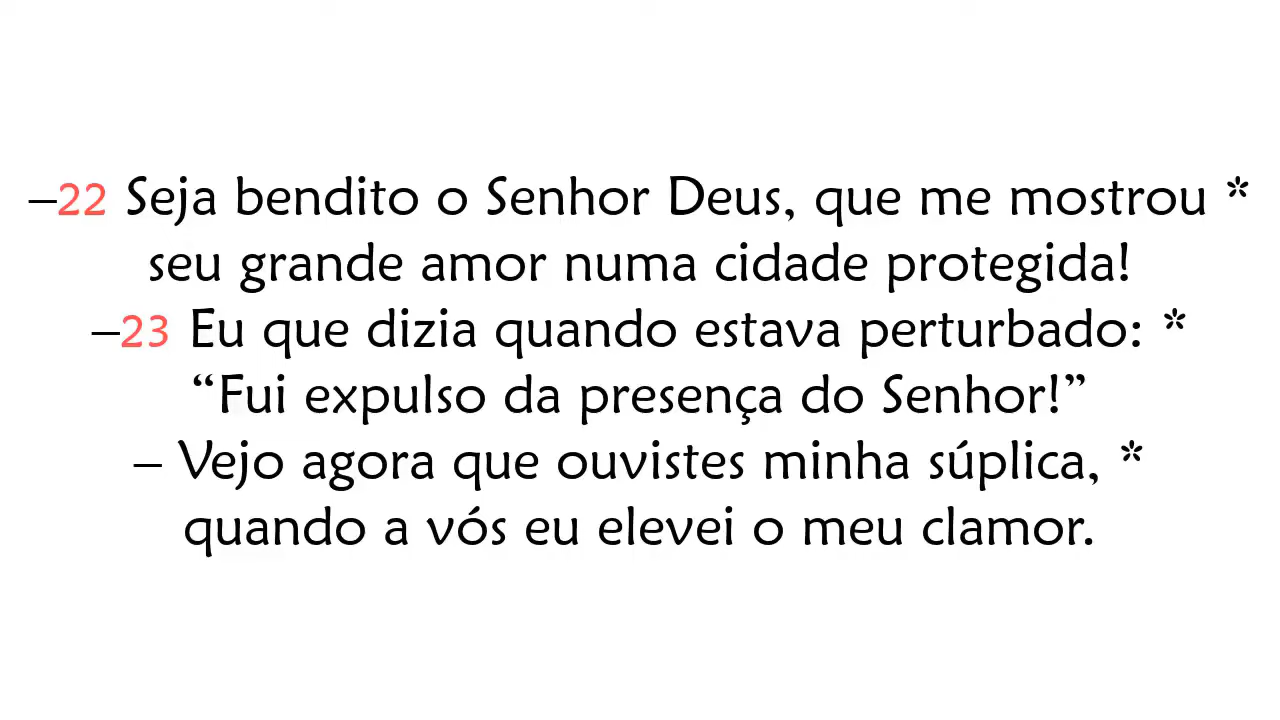 –22 Seja bendito o Senhor Deus, que me mostrou *
seu grande amor numa cidade protegida!
–23 Eu que dizia quando estava perturbado: *
“Fui expulso da presença do Senhor!”
– Vejo agora que ouvistes minha súplica, *
quando a vós eu elevei o meu clamor.